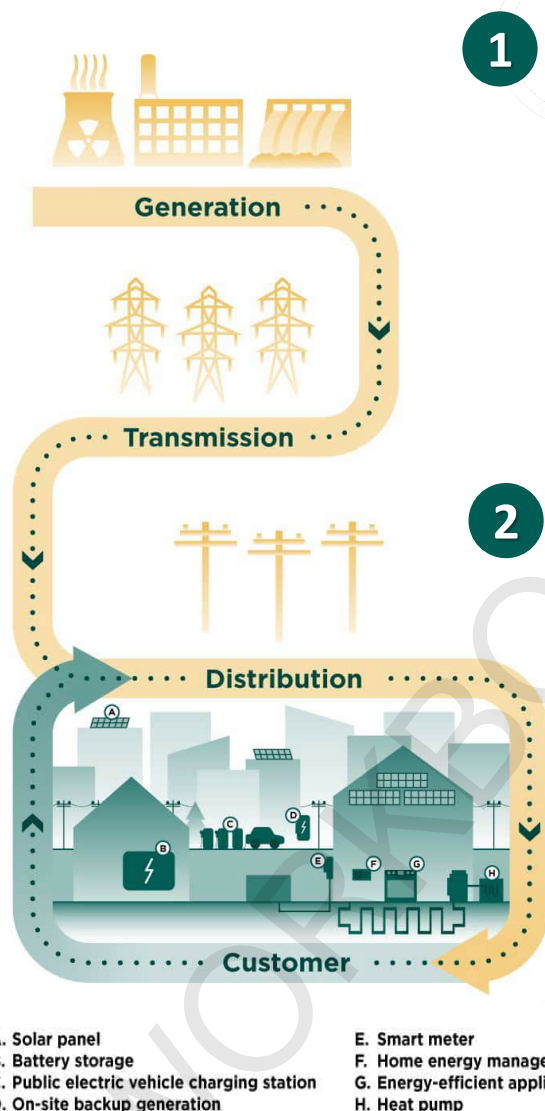 1
Generation
Transmission
2
Distribution
A
B
C
D
E
F
G
H
Customer
. Solar panel
. Battery storage
. Public electric vehicle charging station
. On-site backup generation
E. Smart meter
F. Home energy manage
G. Energy-efficient appli
H. Heat pump
WORKBO